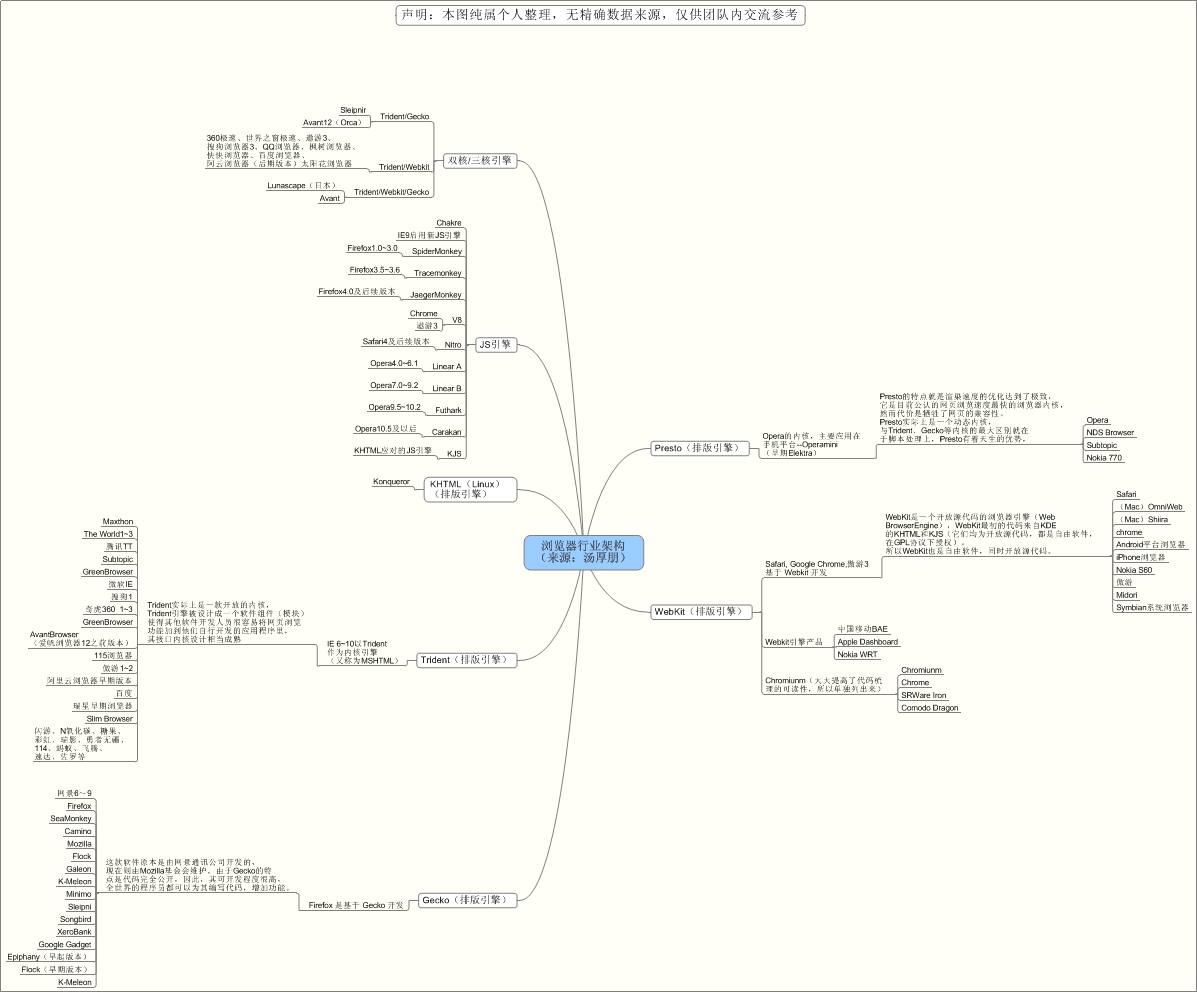 声明：本图纯属个人整理，无精确数据来源，仅供团队内交流参考
浏览器行业架构
（来源：汤厚朋）
双核/三核引擎
Trident/Gecko
Sleipnir
Avant12（Orca）
Trident/Webkit
360极速、世界之窗极速、遨游3、
搜狗浏览器3、QQ浏览器、枫树浏览器、
快快浏览器、百度浏览器、
阿云浏览器（后期版本）太阳花浏览器
Trident/Webkit/Gecko
Lunascape（日本）
Avant
JS引擎
Chakre
IE9启用新JS引擎
SpiderMonkey
Firefox1.0~3.0
Tracemonkey
Firefox3.5~3.6
JaegerMonkey
Firefox4.0及后续版本
V8
Chrome
遨游3
Nitro
Safari4及后续版本
Linear A
Opera4.0~6.1
Linear B
Opera7.0~9.2
Futhark
Opera9.5~10.2
Carakan
Opera10.5及以后
KJS
KHTML应对的JS引擎
KHTML（Linux）
（排版引擎）
Konqueror
Trident（排版引擎）
IE 6~10以Trident
作为内核引擎
（又称为MSHTML）
Trident实际上是一款开放的内核，
Trident引擎被设计成一个软件组件（模块）
使得其他软件开发人员很容易将网页浏览
功能加到他们自行开发的应用程序里，
其接口内核设计相当成熟
Maxthon
The World1~3
腾讯TT
Subtopic
GreenBrowser
微软IE
搜狗1
奇虎360 1~3
GreenBrowser
AvantBrowser
（爱帆浏览器12之前版本）
115浏览器
傲游1~2
阿里云浏览器早期版本
百度
瑞星早期浏览器
Slim Browser
闪游、N氧化碳、糖果、
彩虹、瑞影、勇者无疆、
114、蚂蚁、飞腾、
速达、佐罗等
Gecko（排版引擎）
Firefox 是基于 Gecko 开发
这款软件原本是由网景通讯公司开发的，
现在则由Mozilla基金会维护。由于Gecko的特
点是代码完全公开，因此，其可开发程度很高，
全世界的程序员都可以为其编写代码，增加功能。
网景6～9
Firefox
SeaMonkey
Camino
Mozilla
Flock
Galeon
K-Meleon
Minimo
Sleipni
Songbird
XeroBank
Google Gadget
Epiphany（早起版本）
Flock（早期版本）
K-Meleon
Presto（排版引擎）
Opera的内核，主要应用在
手机平台--Operamini
（早期Elektra）
Presto的特点就是渲染速度的优化达到了极致，
它是目前公认的网页浏览速度最快的浏览器内核，
然而代价是牺牲了网页的兼容性。
Presto实际上是一个动态内核，
与Trident、Gecko等内核的最大区别就在
于脚本处理上，Presto有着天生的优势，
Opera
NDS Browser
Subtopic
Nokia 770
WebKit（排版引擎）
Safari, Google Chrome,傲游3
基于 Webkit 开发
WebKit是一个开放源代码的浏览器引擎（Web
BrowserEngine），WebKit最初的代码来自KDE
的KHTML和KJS（它们均为开放源代码，都是自由软件，
在GPL协议下授权）。
所以WebKit也是自由软件，同时开放源代码。
Safari
（Mac）OmniWeb
（Mac）Shiira
chrome
Android平台浏览器
iPhone浏览器
Nokia S60
傲游
Midori
Symbian系统浏览器
Webkit引擎产品
中国移动BAE
Apple Dashboard
Nokia WRT
Chromiunm（大大提高了代码梳
理的可读性，所以单独列出来）
Chromiunm
Chrome
SRWare Iron
Comodo Dragon